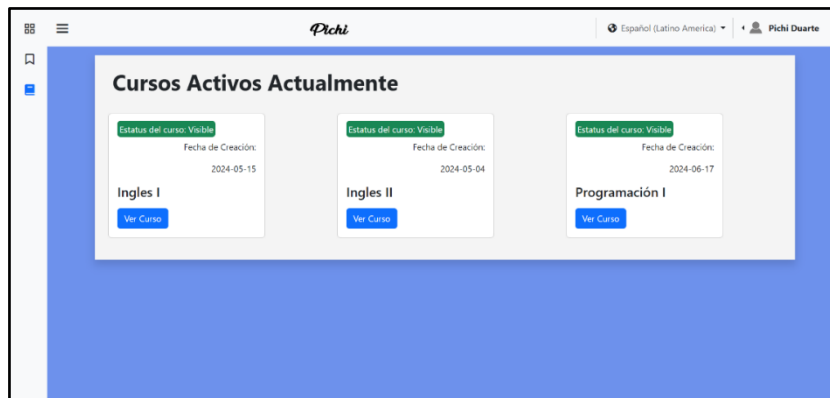 Pichi
Español (Latino America)
Pichi Duarte
Cursos Activos Actualmente
Estatus del curso: Visible
Fecha de Creación:
2024-05-15
Ingles I
Ver Curso
Estatus del curso: Visible
Fecha de Creación:
2024-05-04
Ingles II
Ver Curso
Estatus del curso: Visible
Fecha de Creación:
2024-06-17
Programación I
Ver Curso